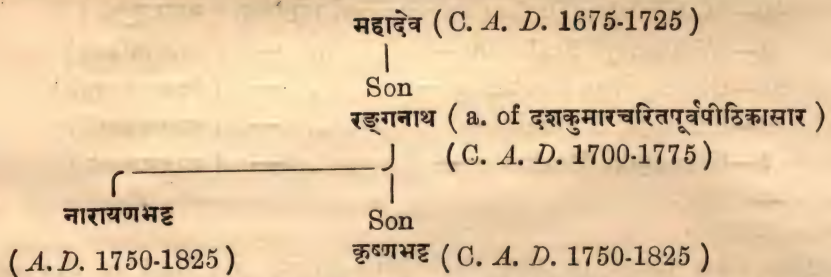 महादेव ( C. A. D. 1675-1725 )
Son
रङ्गनाथ ( a. of दशकुमारचरितपूर्वपीठिकासार )
( C. A. D. 1700-1775 )
नारायणभट्ट
Son
( A. D. 1750-1825 )
कृष्णभट्ट ( C. A. D. 1750-1825 )